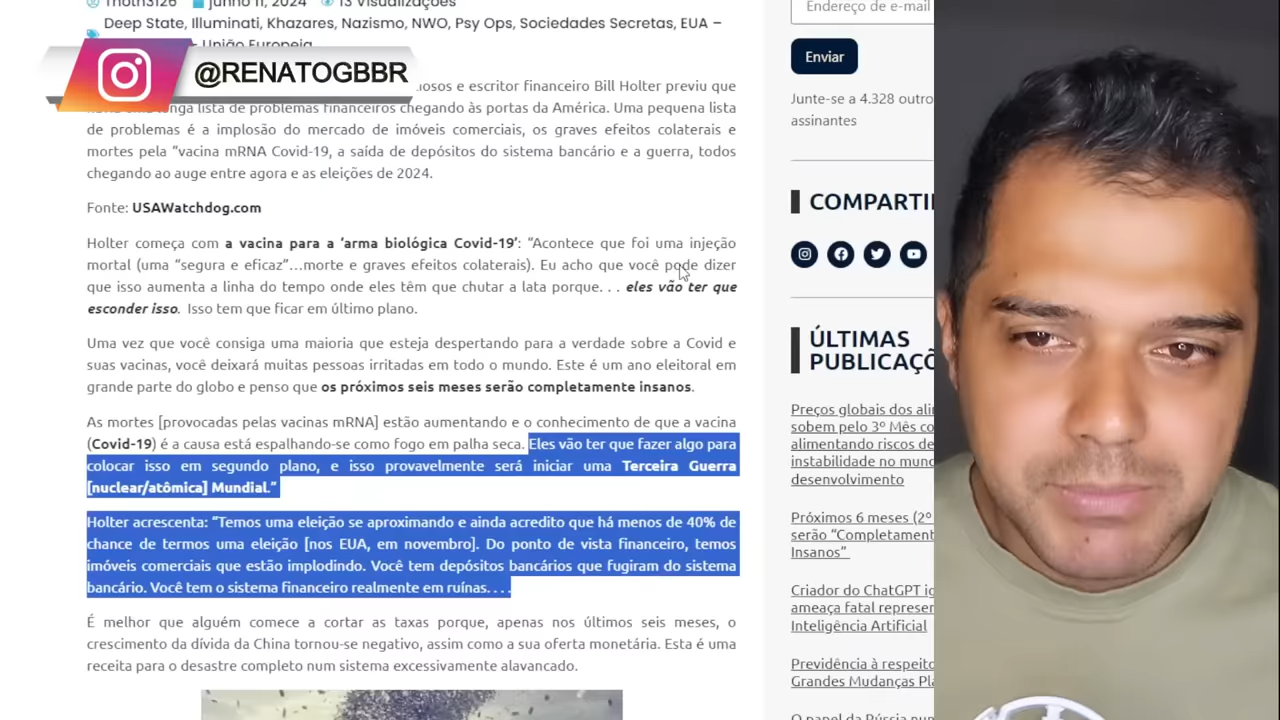 Thoth3126 junho 11, 2024 13 Visualizações
Deep State, Illuminati, Khazares, Nazismo, NWO, Psy Ops, Sociedades Secretas, EUA –
União Europeia
@RENATOGBBR
e escritor financeiro Bill Holter previu que
longa lista de problemas financeiros chegando às portas da América. Uma pequena lista
de problemas é a implosão do mercado de imóveis comerciais, os graves efeitos colaterais e
mortes pela “vacina mRNA Covid-19, a saída de depósitos do sistema bancário e a guerra, todos
chegando ao auge entre agora e as eleições de 2024.
Fonte: USAWatchdog.com
Holter começa com a vacina para a ‘arma biológica Covid-19’: “Acontece que foi uma injeção
mortal (uma “segura e eficaz”…morte e graves efeitos colaterais). Eu acho que você pode dizer
que isso aumenta a linha do tempo onde eles têm que chutar a lata porque. . . eles vão ter que
esconder isso. Isso tem que ficar em último plano.
Uma vez que você consiga uma maioria que esteja despertando para a verdade sobre a Covid e
suas vacinas, você deixará muitas pessoas irritadas em todo o mundo. Este é um ano eleitoral em
grande parte do globo e penso que os próximos seis meses serão completamente insanos.
As mortes [provocadas pelas vacinas mRNA] estão aumentando e o conhecimento de que a vacina
(Covid-19) é a causa está espalhando-se como fogo em palha seca. Eles vão ter que fazer algo para
colocar isso em segundo plano, e isso provavelmente será iniciar uma Terceira Guerra
[nuclear/atômica] Mundial.”
Holter acrescenta: “Temos uma eleição se aproximando e ainda acredito que há menos de 40% de
chance de termos uma eleição [nos EUA, em novembro]. Do ponto de vista financeiro, temos
imóveis comerciais que estão implodindo. Você tem depósitos bancários que fugiram do sistema
bancário. Você tem o sistema financeiro realmente em ruínas. . . .
É melhor que alguém comece a cortar as taxas porque, apenas nos últimos seis meses, o
crescimento da dívida da China tornou-se negativo, assim como a sua oferta monetária. Esta é uma
receita para o desastre completo num sistema excessivamente alavancado.
Endereço de e-mail
Enviar
Junte-se a 4.328 outro
assinantes
COMPARTI
ÚLTIMAS
PUBLICAÇÕ
Preços globais dos ali
sobem pelo 3º Mês co
alimentando riscos de
instabilidade no mund
desenvolvimento
Próximos 6 meses (2º
serão “Completament
Insanos”
Criador do ChatGPT ig
ameaça fatal represen
Inteligência Artificial
Previdência à respeito
Grandes Mudanças Pla
O papel da Rússia num